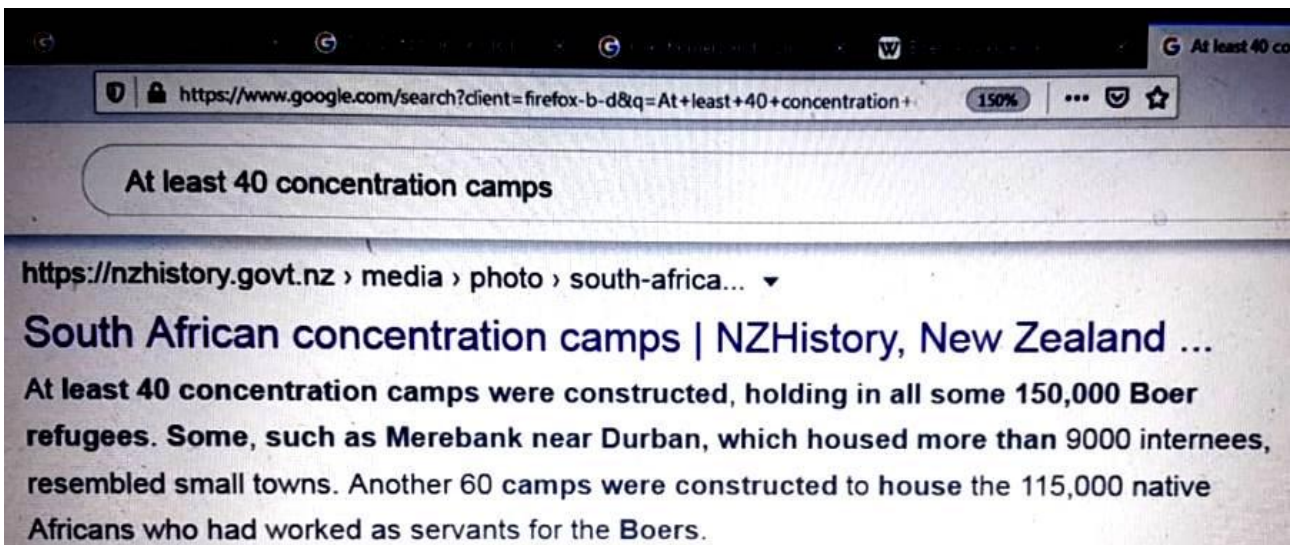 At least 40 co
https://www.google.com/search?client=firefox-b-d&q=At+least+40+concentration+
150%
At least 40 concentration camps
https://nzhistory.govt.nz › media › photo › south-africa...
South African concentration camps | NZHistory, New Zealand ...
At least 40 concentration camps were constructed, holding in all some 150,000 Boer
refugees. Some, such as Merebank near Durban, which housed more than 9000 internees,
resembled small towns. Another 60 camps were constructed to house the 115,000 native
Africans who had worked as servants for the Boers.